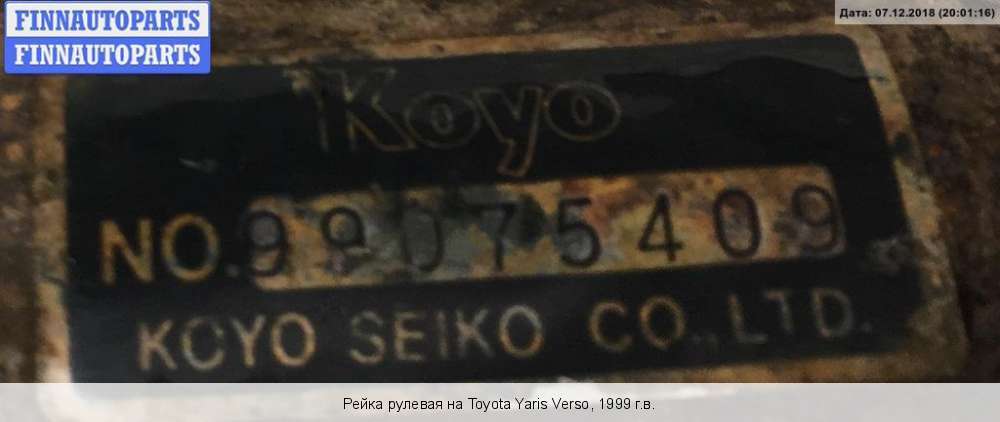 FINNAUTOPARTS
FINNAUTOPARTS
Дата: 07.12.2018 (20:01:16)
Koyo
NO. 99075409
KOYO SEIKO CO., LTD.
Рейка рулевая на Toyota Yaris Verso, 1999 г.в.